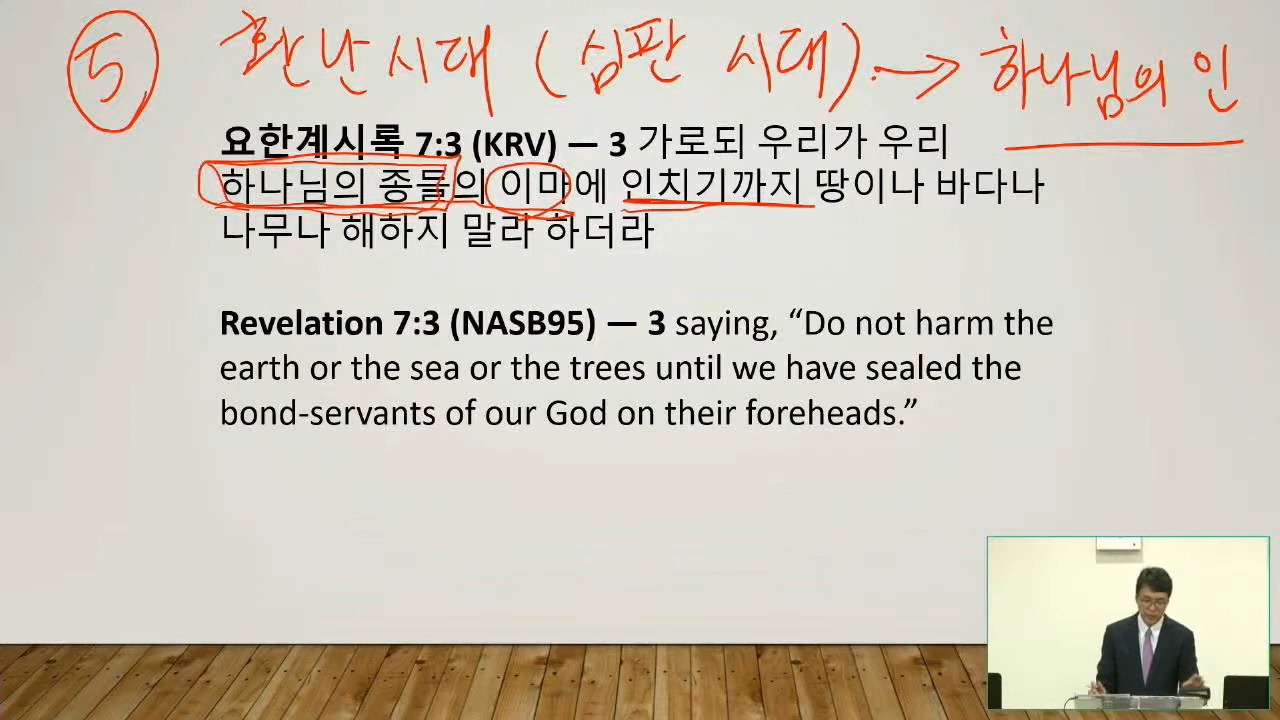 ⑤ 환난시대 (심판 시대). → 하나님의 인
요한계시록 7:3 (KRV) — 3 가로되 우리가 우리
하나님의 종들의 이마에 인치기까지 땅이나 바다나
나무나 해하지 말라 하더라
Revelation 7:3 (NASB95) — 3 saying, “Do not harm the
earth or the sea or the trees until we have sealed the
bond-servants of our God on their foreheads.”